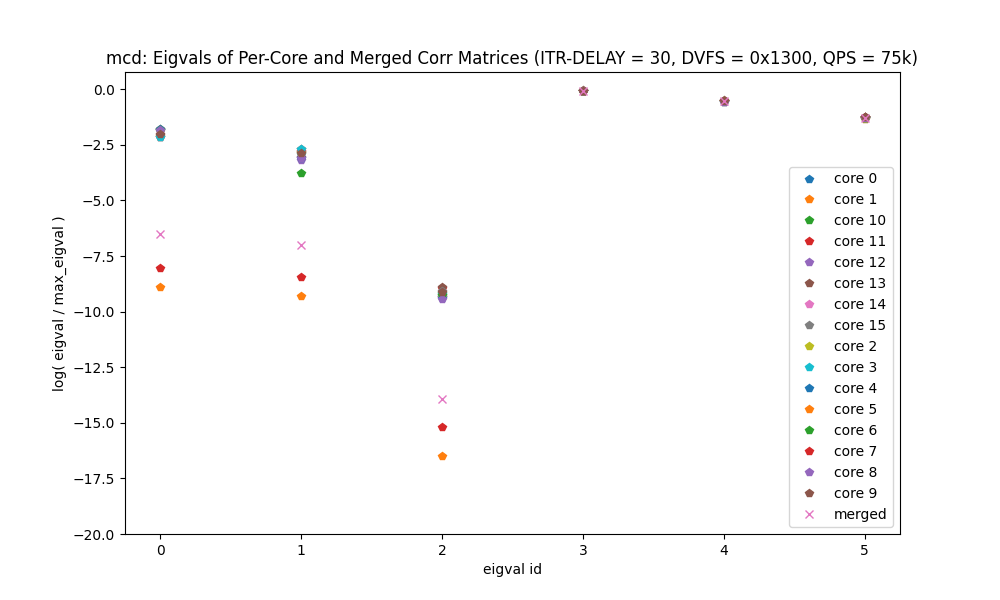 mcd: Eigvals of Per-Core and Merged Corr Matrices (ITR-DELAY = 30, DVFS = 0x1300, QPS = 75k)
log( eigval / max_eigval )
0.0
−2.5
−5.0
−7.5
−10.0
−12.5
−15.0
−17.5
−20.0
0 1 2 3 4 5
eigval id
core 0
core 1
core 10
core 11
core 12
core 13
core 14
core 15
core 2
core 3
core 4
core 5
core 6
core 7
core 8
core 9
merged